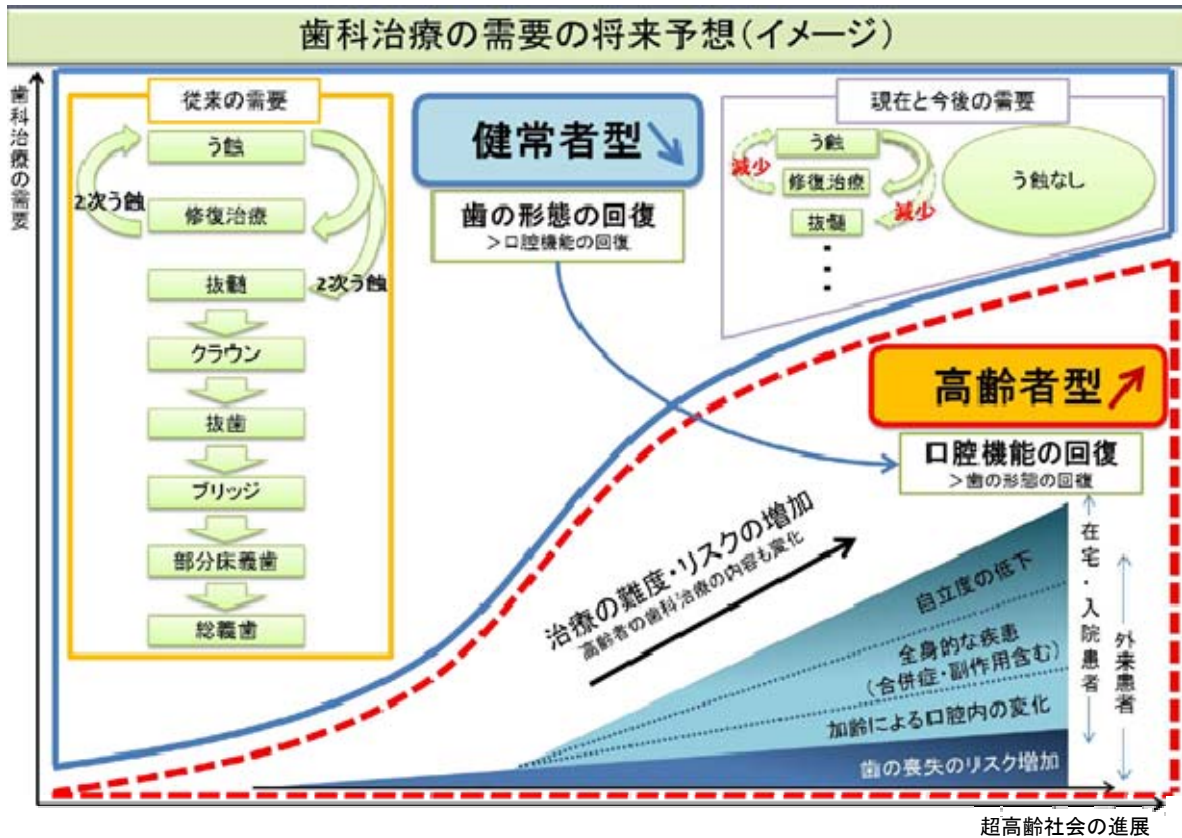 歯科治療の需要の将来予想(イメージ)
歯科治療の需要
従来の需要
う蝕
2次う蝕
修復治療
抜髄
2次う蝕
クラウン
抜歯
ブリッジ
部分床義歯
総義歯
健常者型
歯の形態の回復
>口腔機能の回復
現在と今後の需要
う蝕
減少
修復治療
減少
抜髄
う蝕なし
高齢者型
口腔機能の回復
>歯の形態の回復
治療の難度・リスクの増加
高齢者の歯科治療の内容も変化
自立度の低下
全身的な疾患
(合併症・副作用含む)
加齢による口腔内の変化
歯の喪失のリスク増加
在宅・入院患者
外来患者
超高齢社会の進展